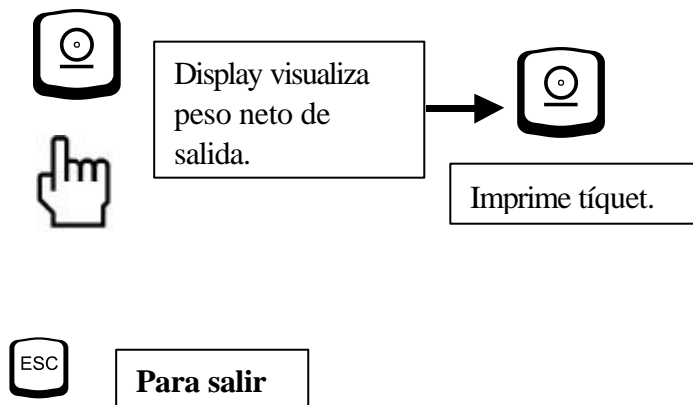 Display visualiza
peso neto de
salida.
Imprime tíquet.
ESC
Para salir